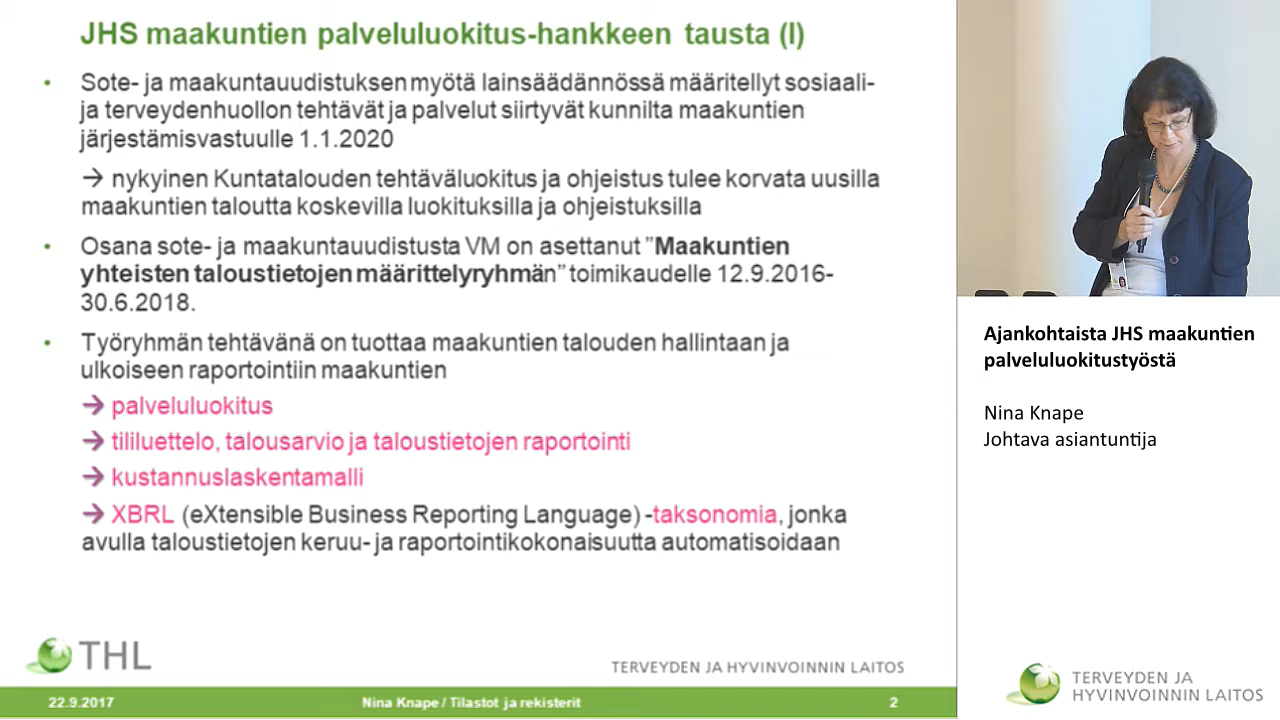 JHS maakuntien palveluluokitus-hankkeen tausta (I)
• Sote- ja maakuntauudistuksen myötä lainsäädännössä määritellyt sosiaali-
ja terveydenhuollon tehtävät ja palvelut siirtyvät kunnilta maakuntien
järjestämisvastuulle 1.1.2020
→ nykyinen Kuntatalouden tehtäväluokitus ja ohjeistus tulee korvata uusilla
maakuntien taloutta koskevilla luokituksilla ja ohjeistuksilla
• Osana sote- ja maakuntauudistusta VM on asettanut ”Maakuntien
yhteisten taloustietojen määrittelyryhmän” toimikaudelle 12.9.2016-
30.6.2018.
• Työryhmän tehtävänä on tuottaa maakuntien talouden hallintaan ja
ulkoiseen raportointiin maakuntien
→ palveluluokitus
→ tililuettelo, talousarvio ja taloustietojen raportointi
→ kustannuslaskentamalli
→ XBRL (eXtensible Business Reporting Language) -taksonomia, jonka
avulla taloustietojen keruu- ja raportointikokonaisuutta automatisoidaan
THL
TERVEYDEN JA HYVINVOINNIN LAITOS
22.9.2017
Nina Knape / Tilastot ja rekisterit
2
Ajankohtaista JHS maakuntien
palveluluokitustyöstä
Nina Knape
Johtava asiantuntija
TERVEYDEN JA
HYVINVOINNIN LAITOS